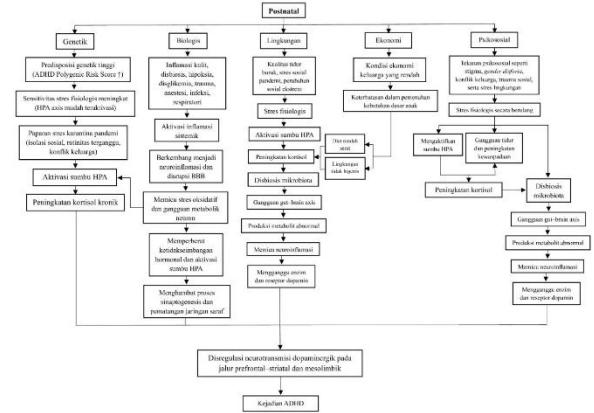 Postnatal
Genetik
Predisposisi genetik tinggi
(ADHD Polygenic Risk Score ↑)
Sensitivitas stres fisiologis meningkat
(HPA axis mudah teraktivasi)
Paparan stres karantina pandemi
(isolasi sosial, rutinitas terganggu,
konflik keluarga)
Aktivasi sumbu HPA
Peningkatan kortisol kronik
Biologis
Inflamasi kulit,
disbiosis, hipoksia,
disglikemia, trauma,
anestesi, infeksi,
respiratori
Aktivasi inflamasi
sistemik
Berkembang menjadi
neuroinflamasi dan
disrupsi BBB
Memicu stres oksidatif
dan gangguan metabolik
neuron
Memperberat
ketidakseimbangan
hormonal dan aktivasi
sumbu HPA
Menghambat proses
sinaptogenesis dan
pematangan jaringan saraf
Lingkungan
Kualitas tidur
buruk, stres sosial
pandemi, perubahan
sosial ekstrem
Stres fisiologis
Aktivasi sumbu HPA
Peningkatan kortisol
Disbiosis mikrobiota
Gangguan gut–brain axis
Produksi metabolit abnormal
Memicu neuroinflamasi
Mengganggu enzim
dan reseptor dopamin
Ekonomi
Kondisi ekonomi
keluarga yang rendah
Keterbatasan dalam pemenuhan
kebutuhan dasar anak
Diet rendah
serat
Lingkungan
tidak higienis
Psikososial
Tekanan psikososial seperti
stigma, gender disforia,
konflik keluarga, trauma sosial,
serta stres lingkungan
Stres fisiologis secara berulang
Mengaktifkan
sumbu HPA
Gangguan tidur
dan peningkatan
kewaspadaan
Peningkatan kortisol
Disbiosis
mikrobiota
Gangguan gut–brain axis
Produksi metabolit abnormal
Memicu neuroinflamasi
Mengganggu enzim
dan reseptor dopamin
Disregulasi neurotransmisi dopaminergik pada
jalur prefrontal–striatal dan mesolimbik
Kejadian ADHD